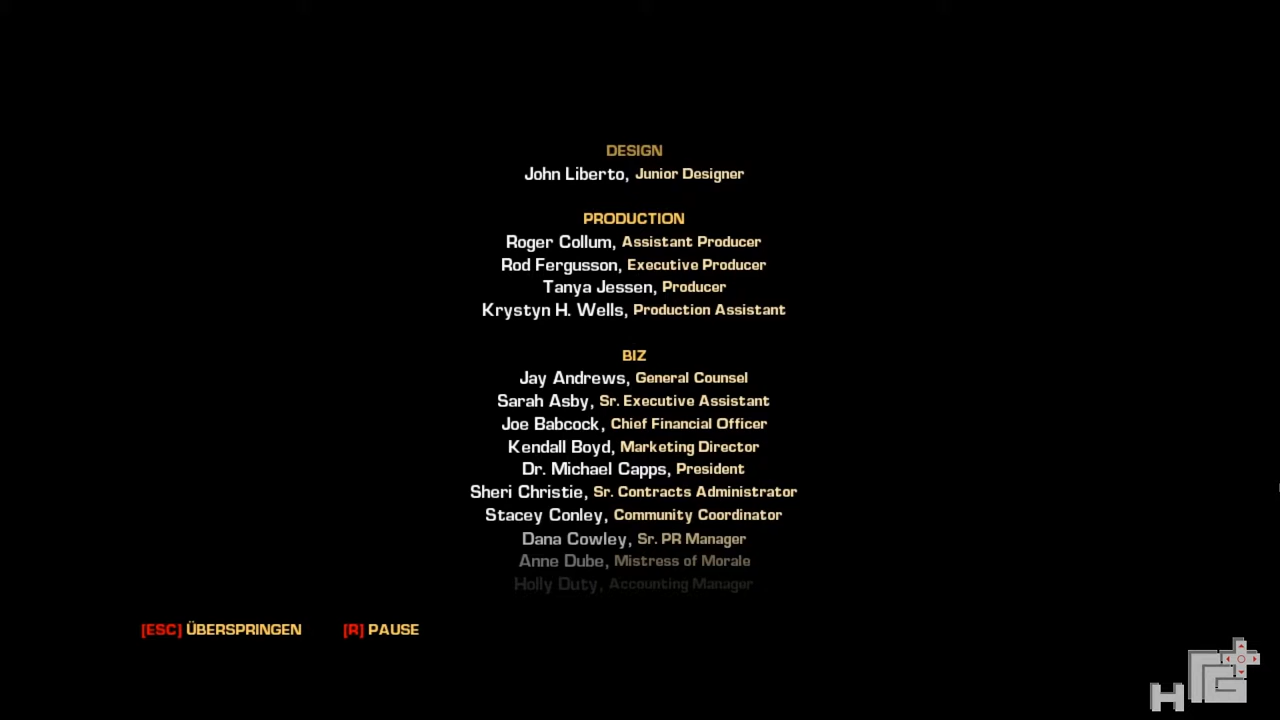 DESIGN
John Liberto, Junior Designer
PRODUCTION
Roger Collum, Assistant Producer
Rod Fergusson, Executive Producer
Tanya Jessen, Producer
Krystyn H. Wells, Production Assistant
BIZ
Jay Andrews, General Counsel
Sarah Asby, Sr. Executive Assistant
Joe Babcock, Chief Financial Officer
Kendall Boyd, Marketing Director
Dr. Michael Capps, President
Sheri Christie, Sr. Contracts Administrator
Stacey Conley, Community Coordinator
Dana Cowley, Sr. PR Manager
Anne Dube, Mistress of Morale
Holly Duty, Accounting Manager
[ESC] ÜBERSPRINGEN [R] PAUSE